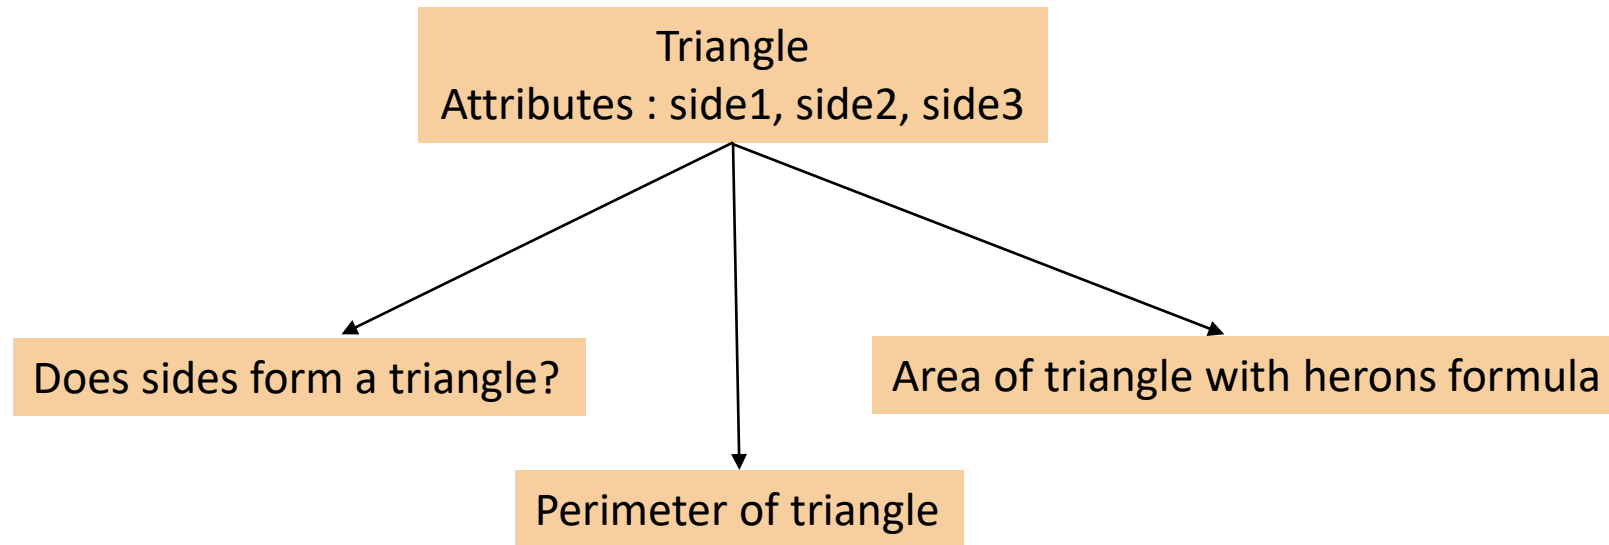 Triangle
Attributes : side1, side2, side3
Does sides form a triangle?
Area of triangle with herons formula
Perimeter of triangle